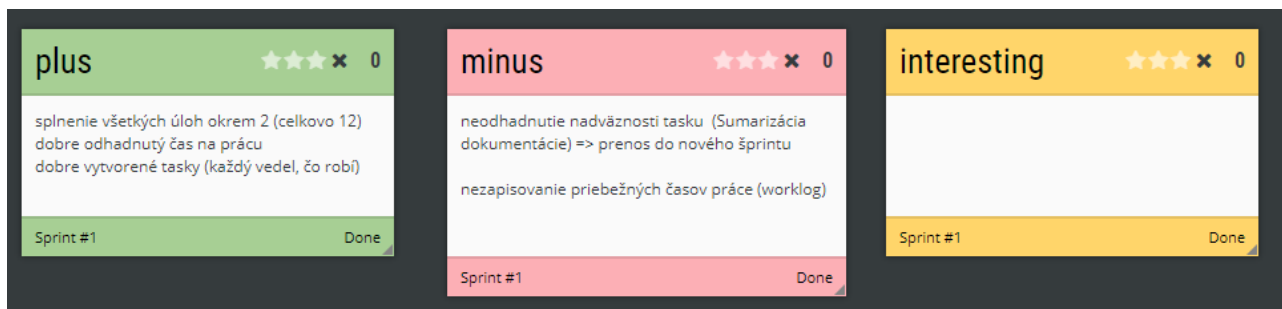 plus 0
splnenie všetkých úloh okrem 2 (celkovo 12)
dobre odhadnutý čas na prácu
dobre vytvorené tasky (každý vedel, čo robí)
Sprint #1 Done
minus 0
neodhadnutie nadväznosti tasku (Sumarizácia
dokumentácie) => prenos do nového šprintu
nezapisovanie priebežných časov práce (worklog)
Sprint #1 Done
interesting 0
Sprint #1 Done